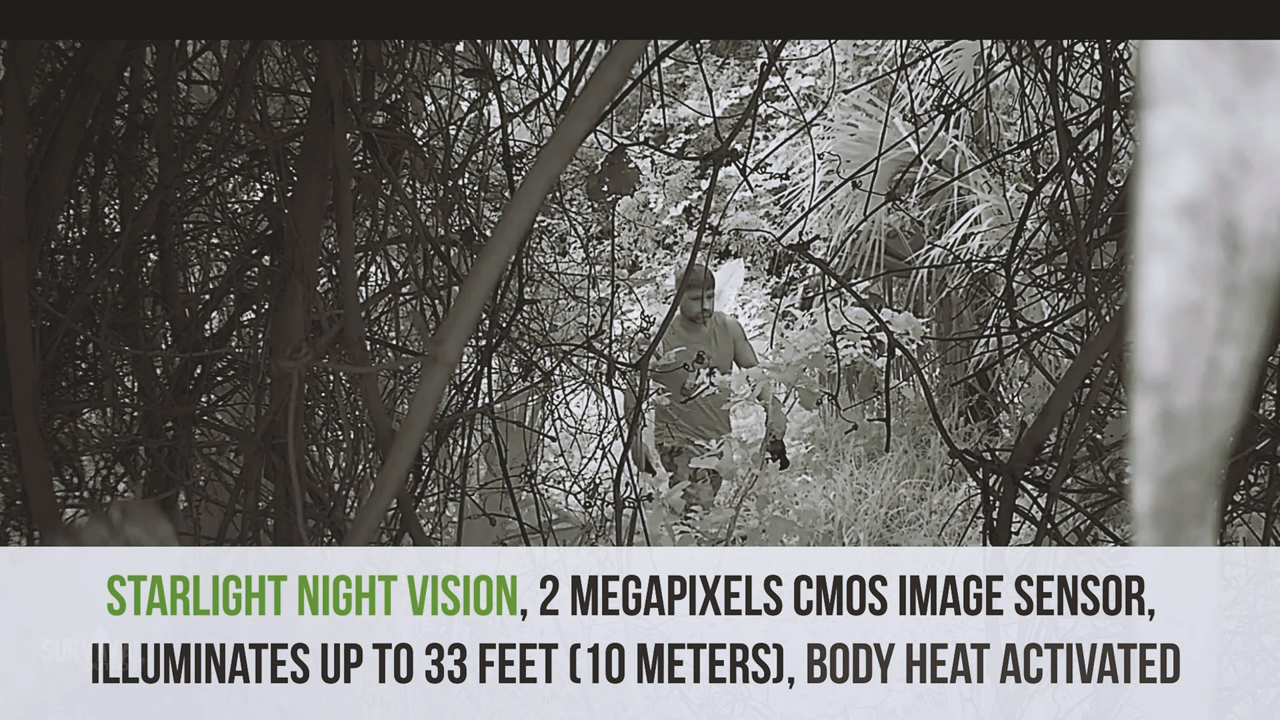 STARLIGHT NIGHT VISION, 2 MEGAPIXELS CMOS IMAGE SENSOR,
ILLUMINATES UP TO 33 FEET (10 METERS), BODY HEAT ACTIVATED